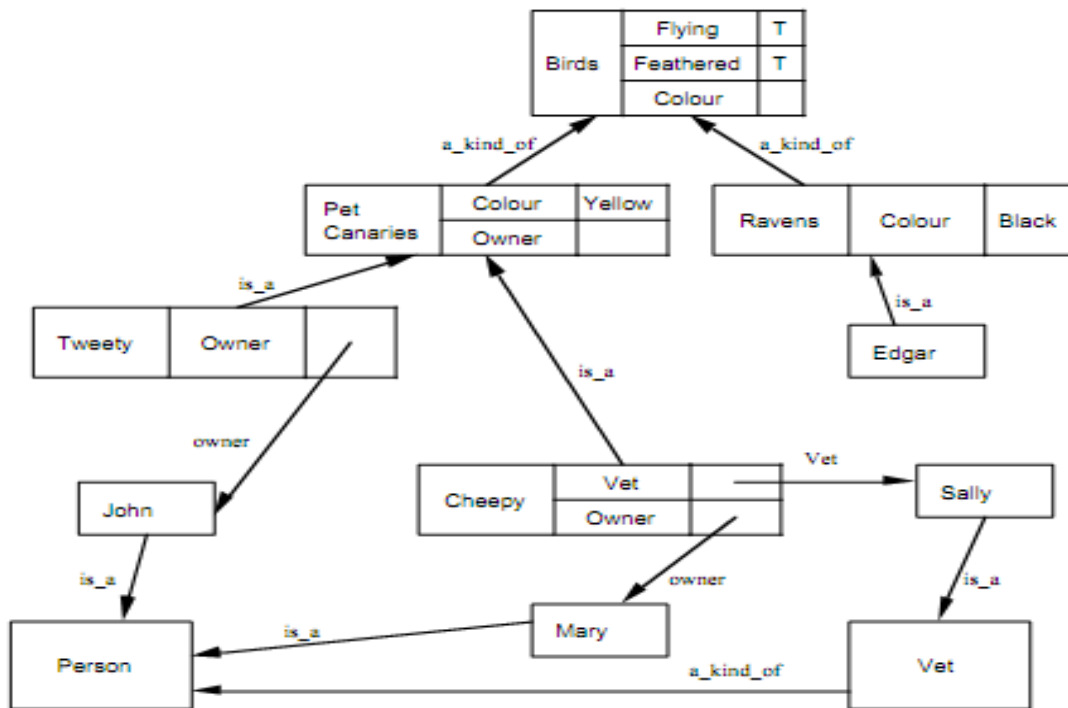 Flying T
Birds Feathered T
Colour
a_kind_of a_kind_of
Pet Canaries Colour Yellow
Owner
Ravens Colour Black
is_a
is_a
Tweety Owner
Edgar
is_a
owner
Vet
Cheepy Vet
Owner
Sally
John
is_a
owner
is_a
is_a
Mary
Person
a_kind_of
Vet